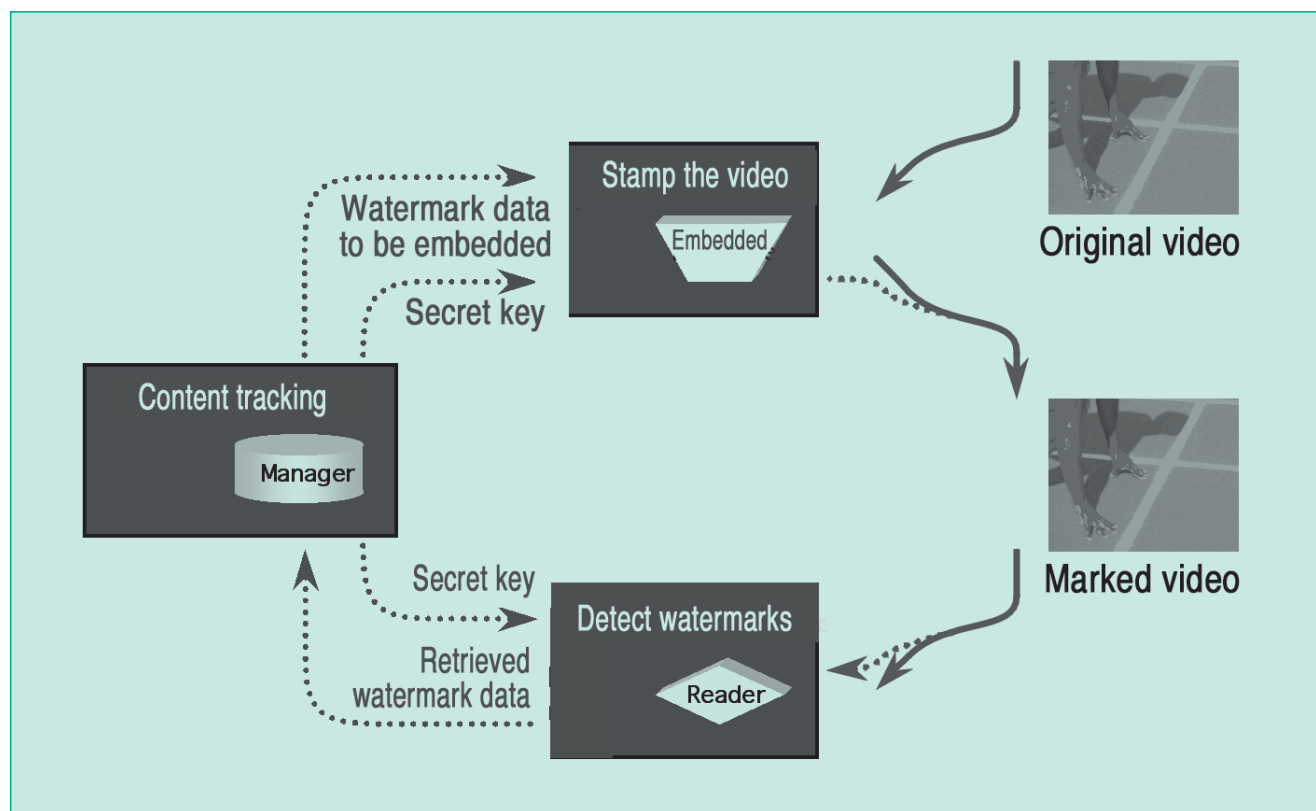 Stamp the video
Embedded
Original video
Watermark data
to be embedded
Secret key
Content tracking
Manager
Marked video
Secret key
Detect watermarks
Reader
Retrieved
watermark data